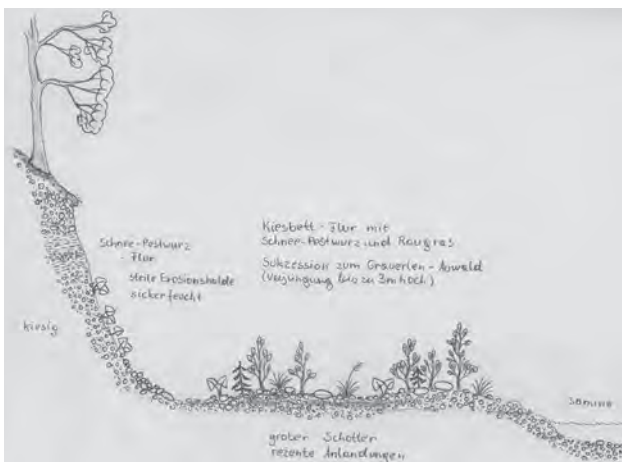 Schnee-Pestwurz
- Flur
steile Erosionshalde
sickerfeucht
Kiesbett-Flur mit
Schnee-Pestwurz und Raugras
Sukzession zum Grauerlen-Auwald
(Verjüngung bis zu 3m hoch)
kiesig
Samina
grober Schotter
rezente Anlandungen